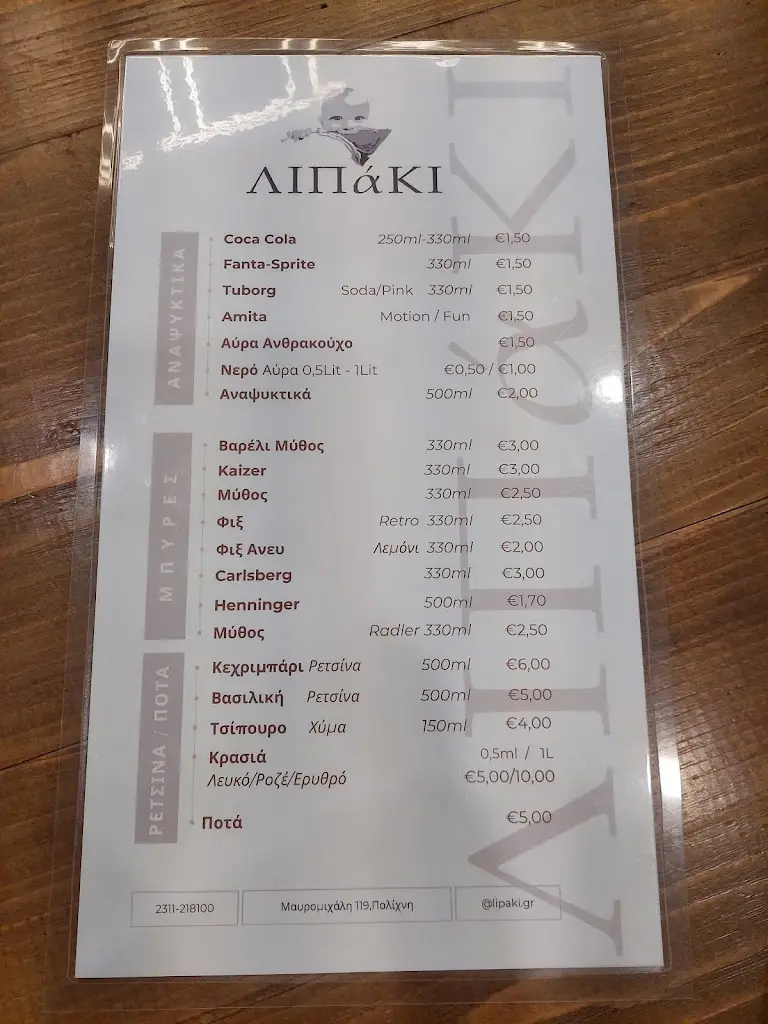 ΛΙΠάΚΙ
ΛΙΠάΚΙ
ΑΝΑΨΥΚΤΙΚΑ
Coca Cola 250ml-330ml €1,50
Fanta-Sprite 330ml €1,50
Tuborg Soda/Pink 330ml €1,50
Amita Motion / Fun €1,50
Αύρα Ανθρακούχο €1,50
Νερό Αύρα 0,5Lit - 1Lit €0,50 / €1,00
Αναψυκτικά 500ml €2,00
ΜΠΥΡΕΣ
Βαρέλι Μύθος 330ml €3,00
Kaizer 330ml €3,00
Μύθος 330ml €2,50
Φιξ Retro 330ml €2,50
Φιξ Ανευ Λεμόνι 330ml €2,00
Carlsberg 330ml €3,00
Henninger 500ml €1,70
Μύθος Radler 330ml €2,50
ΡΕΤΣΙΝΑ / ΠΟΤΑ
Κεχριμπάρι Ρετσίνα 500ml €6,00
Βασιλική Ρετσίνα 500ml €5,00
Τσίπουρο Χύμα 150ml €4,00
Κρασιά 0,5ml / 1L
Λευκό/Ροζέ/Ερυθρό €5,00/10,00
Ποτά €5,00
2311-218100 Μαυρομιχάλη 119,Πολίχνη @lipaki.gr